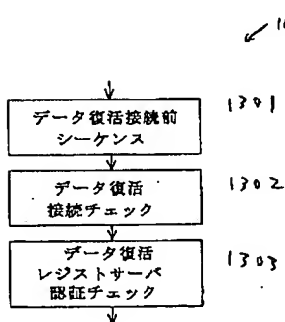 データ復活接続前
シーケンス
1301
データ復活
接続チェック
1302
データ復活
レジストサーバ
認証チェック
1303